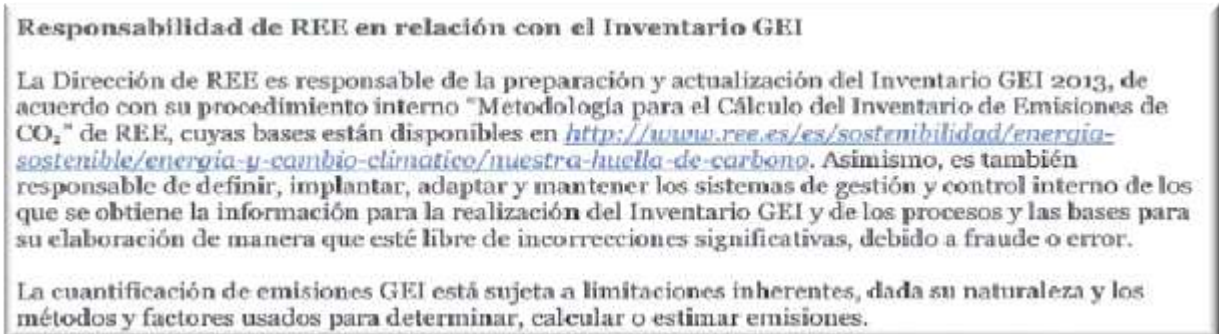 Responsabilidad de REE en relación con el Inventario GEI
La Dirección de REE es responsable de la preparación y actualización del Inventario GEI 2013, de
acuerdo con su procedimiento interno "Metodología para el Cálculo del Inventario de Emisiones de
CO₂" de REE, cuyas bases están disponibles en http://www.ree.es/es/sostenibilidad/energia-
sostenible/energia-y-cambio-climatico/nuestra-huella-de-carbono. Asimismo, es también
responsable de definir, implantar, adaptar y mantener los sistemas de gestión y control interno de los
que se obtiene la información para la realización del Inventario GEI y de los procesos y las bases para
su elaboración de manera que esté libre de incorrecciones significativas, debido a fraude o error.
La cuantificación de emisiones GEI está sujeta a limitaciones inherentes, dada su naturaleza y los
métodos y factores usados para determinar, calcular o estimar emisiones.